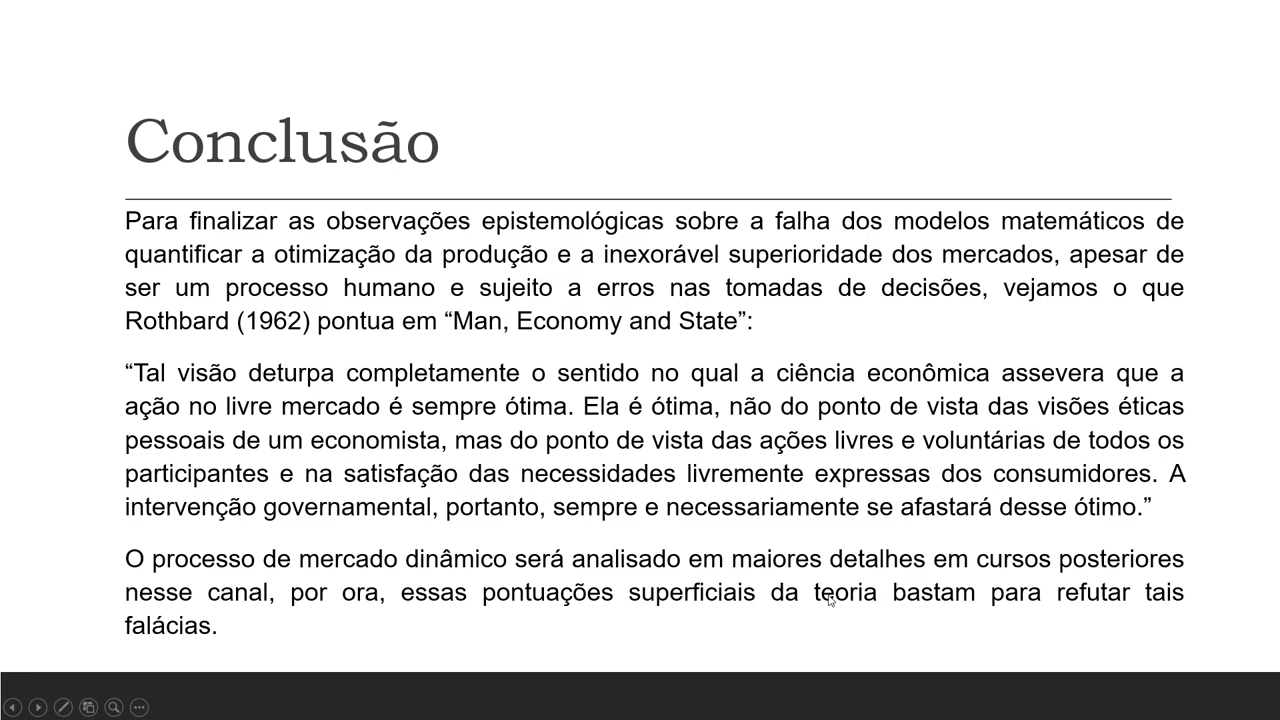 Conclusão
Para finalizar as observações epistemológicas sobre a falha dos modelos matemáticos de
quantificar a otimização da produção e a inexorável superioridade dos mercados, apesar de
ser um processo humano e sujeito a erros nas tomadas de decisões, vejamos o que
Rothbard (1962) pontua em “Man, Economy and State”:
“Tal visão deturpa completamente o sentido no qual a ciência econômica assevera que a
ação no livre mercado é sempre ótima. Ela é ótima, não do ponto de vista das visões éticas
pessoais de um economista, mas do ponto de vista das ações livres e voluntárias de todos os
participantes e na satisfação das necessidades livremente expressas dos consumidores. A
intervenção governamental, portanto, sempre e necessariamente se afastará desse ótimo.”
O processo de mercado dinâmico será analisado em maiores detalhes em cursos posteriores
nesse canal, por ora, essas pontuações superficiais da teoria bastam para refutar tais
falácias.